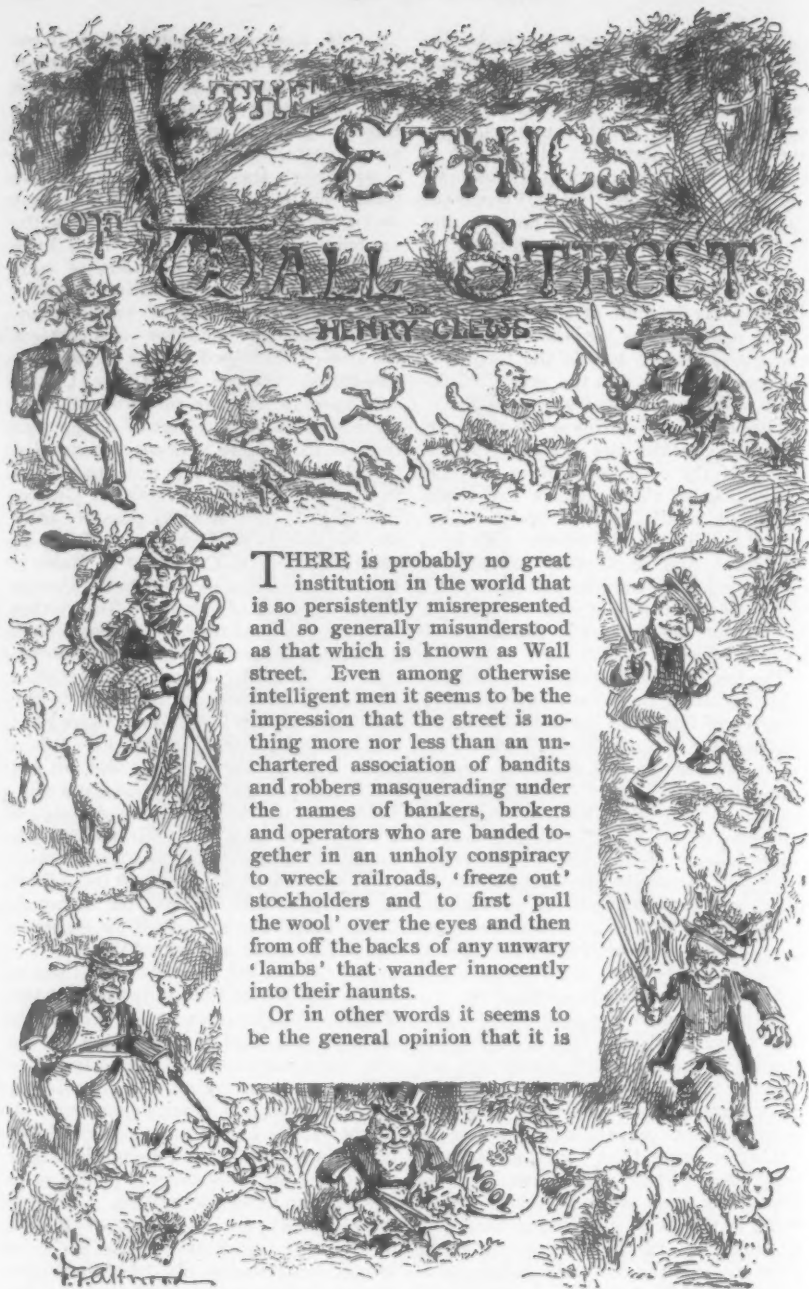 THE
ETHICS
OF
WALL STREET.
BY
HENRY CLEWS
THERE is probably no great
institution in the world that
is so persistently misrepresented
and so generally misunderstood
as that which is known as Wall
street. Even among otherwise
intelligent men it seems to be the
impression that the street is no-
thing more nor less than an un-
chartered association of bandits
and robbers masquerading under
the names of bankers, brokers
and operators who are banded to-
gether in an unholy conspiracy
to wreck railroads, ‘freeze out’
stockholders and to first ‘pull
the wool’ over the eyes and then
from off the backs of any unwary
‘lambs’ that wander innocently
into their haunts.
Or in other words it seems to
be the general opinion that it is
$$
WOOL
F.G. Attwood